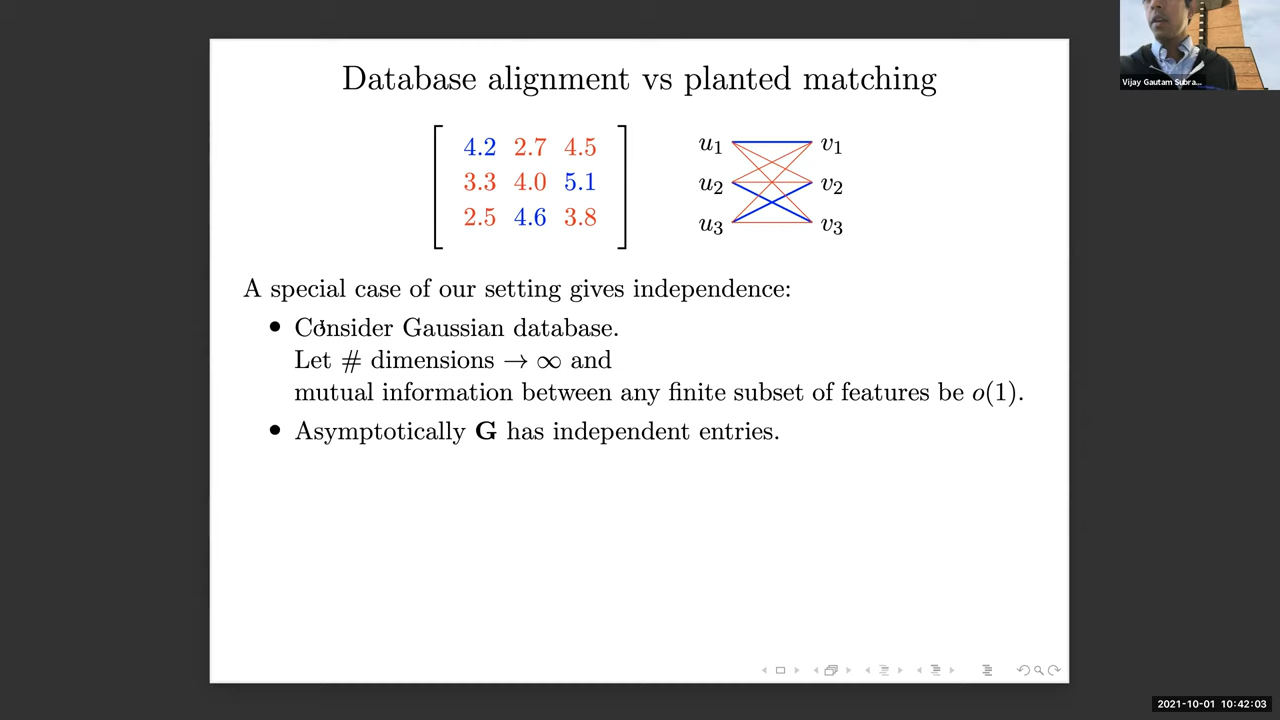 Database alignment vs planted matching
4.2 2.7 4.5
3.3 4.0 5.1
2.5 4.6 3.8
u1 v1
u2 v2
u3 v3
A special case of our setting gives independence:
• Consider Gaussian database.
Let # dimensions → ∞ and
mutual information between any finite subset of features be o(1).
• Asymptotically G has independent entries.
Vijay Gautam Subra...
2021-10-01 10:42:03